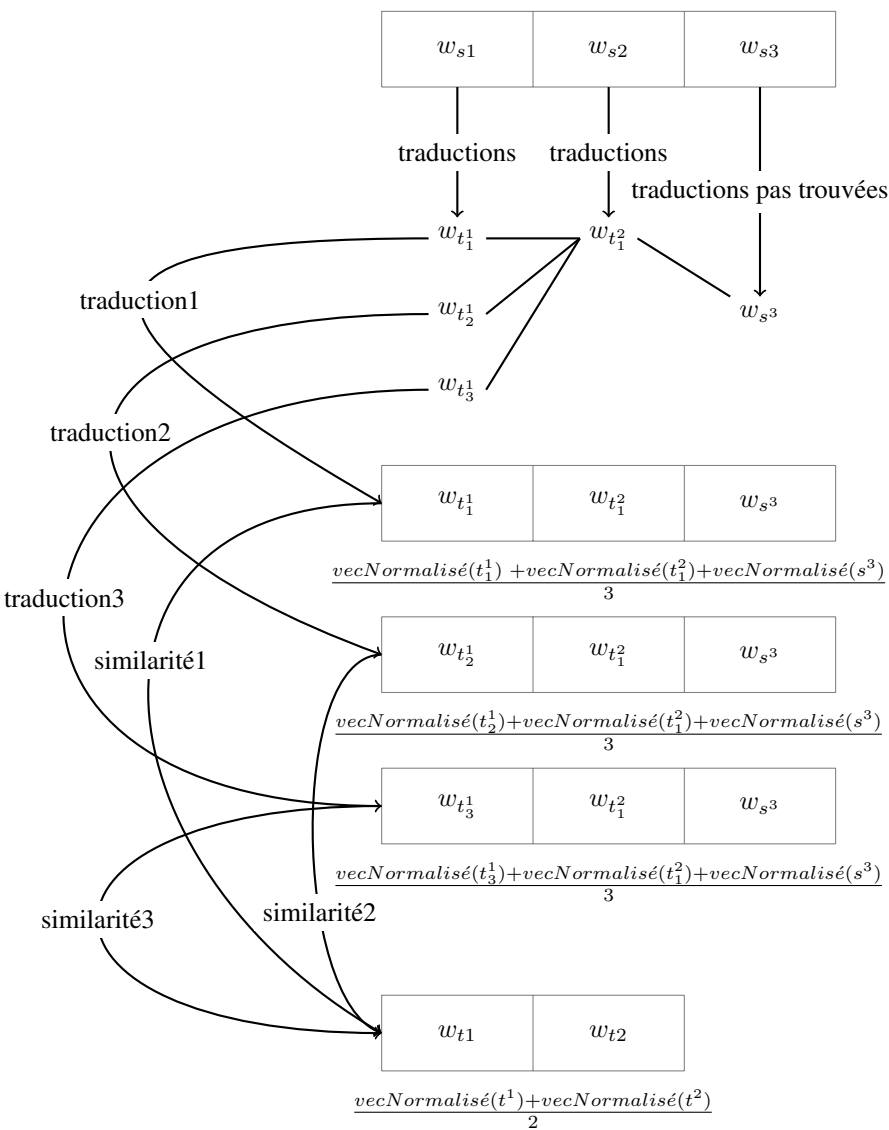 w_{s1} w_{s2} w_{s3}
traductions traductions
traductions pas trouvées
w_{t_1^1} w_{t_1^2}
traduction1
w_{t_2^1} w_{s^3}
w_{t_3^1}
traduction2
w_{t_1^1} w_{t_1^2} w_{s^3}
\frac{vecNormalisé(t_1^1) +vecNormalisé(t_1^2)+vecNormalisé(s^3)}{3}
traduction3
w_{t_2^1} w_{t_1^2} w_{s^3}
similarité1
\frac{vecNormalisé(t_2^1)+vecNormalisé(t_1^2)+vecNormalisé(s^3)}{3}
w_{t_3^1} w_{t_1^2} w_{s^3}
\frac{vecNormalisé(t_3^1)+vecNormalisé(t_1^2)+vecNormalisé(s^3)}{3}
similarité3 similarité2
w_{t1} w_{t2}
\frac{vecNormalisé(t^1)+vecNormalisé(t^2)}{2}